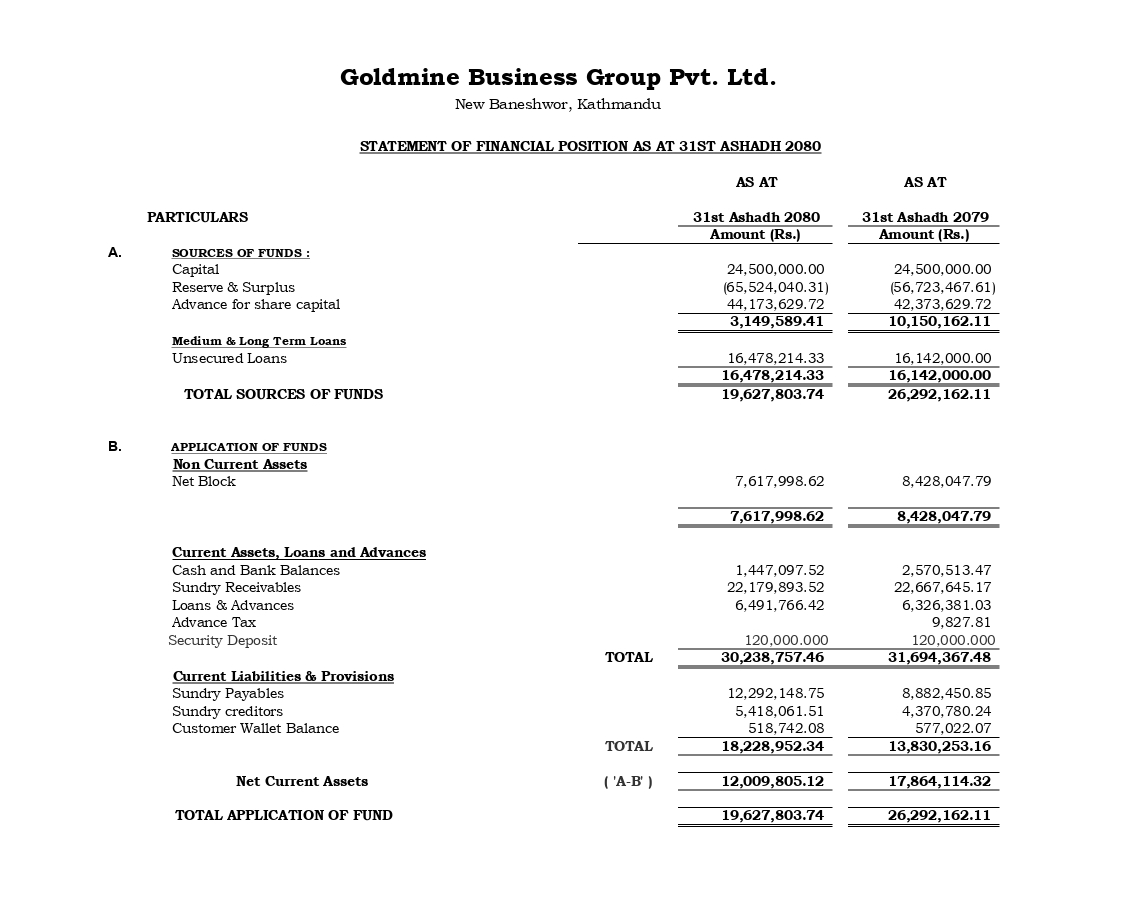 Goldmine Business Group Pvt. Ltd.
New Baneshwor, Kathmandu
STATEMENT OF FINANCIAL POSITION AS AT 31ST ASHADH 2080
AS AT AS AT
PARTICULARS 31st Ashadh 2080 31st Ashadh 2079
Amount (Rs.) Amount (Rs.)
A. SOURCES OF FUNDS :
Capital 24,500,000.00 24,500,000.00
Reserve & Surplus (65,524,040.31) (56,723,467.61)
Advance for share capital 44,173,629.72 42,373,629.72
3,149,589.41 10,150,162.11
Medium & Long Term Loans
Unsecured Loans 16,478,214.33 16,142,000.00
16,478,214.33 16,142,000.00
TOTAL SOURCES OF FUNDS 19,627,803.74 26,292,162.11
B. APPLICATION OF FUNDS
Non Current Assets
Net Block 7,617,998.62 8,428,047.79
7,617,998.62 8,428,047.79
Current Assets, Loans and Advances
Cash and Bank Balances 1,447,097.52 2,570,513.47
Sundry Receivables 22,179,893.52 22,667,645.17
Loans & Advances 6,491,766.42 6,326,381.03
Advance Tax 9,827.81
Security Deposit 120,000.000 120,000.000
TOTAL 30,238,757.46 31,694,367.48
Current Liabilities & Provisions
Sundry Payables 12,292,148.75 8,882,450.85
Sundry creditors 5,418,061.51 4,370,780.24
Customer Wallet Balance 518,742.08 577,022.07
TOTAL 18,228,952.34 13,830,253.16
Net Current Assets ( 'A-B' ) 12,009,805.12 17,864,114.32
TOTAL APPLICATION OF FUND 19,627,803.74 26,292,162.11